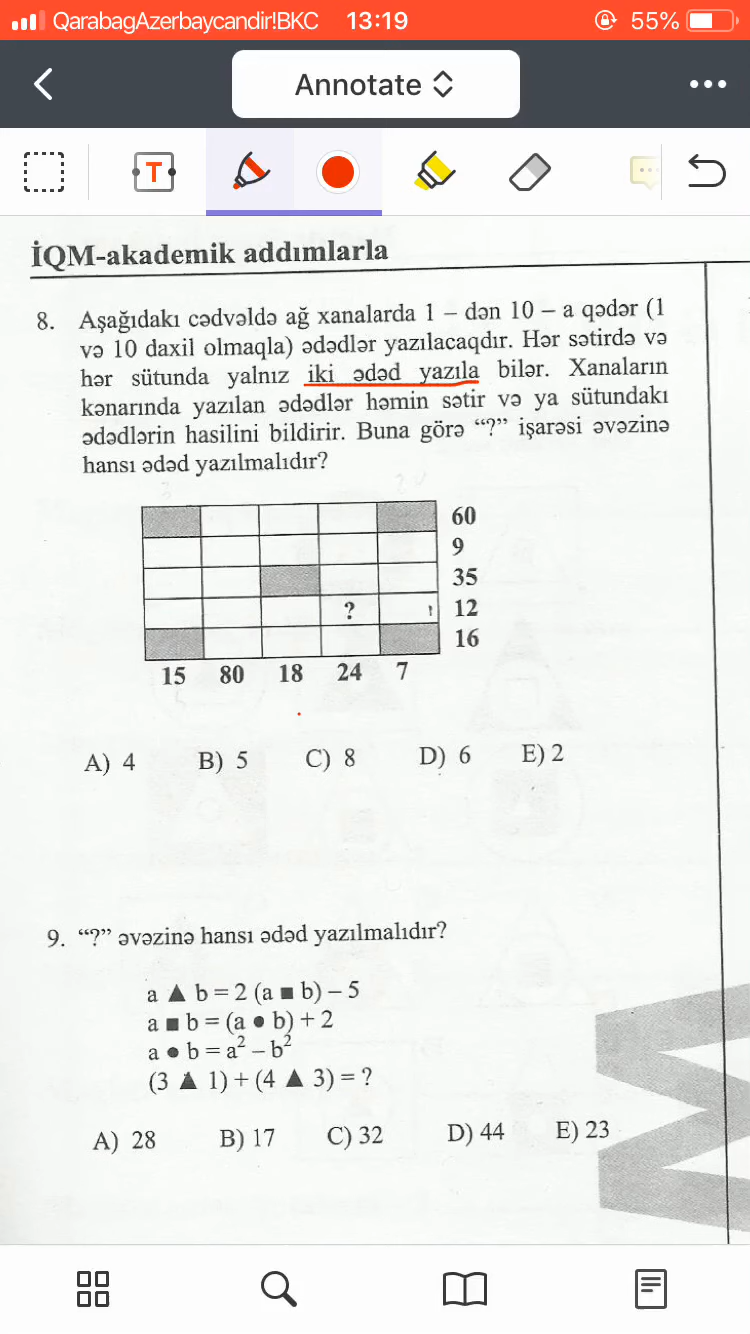 QarabagAzerbaycandir!BKC 13:19 55%
Annotate
T
İQM-akademik addımlarla
8. Aşağıdakı cədvəldə ağ xanalarda 1 – dən 10 – a qədər (1
və 10 daxil olmaqla) ədədlər yazılacaqdır. Hər sətirdə və
hər sütunda yalnız iki ədəd yazıla bilər. Xanaların
kənarında yazılan ədədlər həmin sətir və ya sütundakı
ədədlərin hasilini bildirir. Buna görə “?” işarəsi əvəzinə
hansı ədəd yazılmalıdır?
60
9
35
? 12
16
15 80 18 24 7
A) 4 B) 5 C) 8 D) 6 E) 2
9. “?” əvəzinə hansı ədəd yazılmalıdır?
a ▲ b = 2 (a ■ b) – 5
a ■ b = (a ● b) + 2
a ● b = a² – b²
(3 ▲ 1) + (4 ▲ 3) = ?
A) 28 B) 17 C) 32 D) 44 E) 23